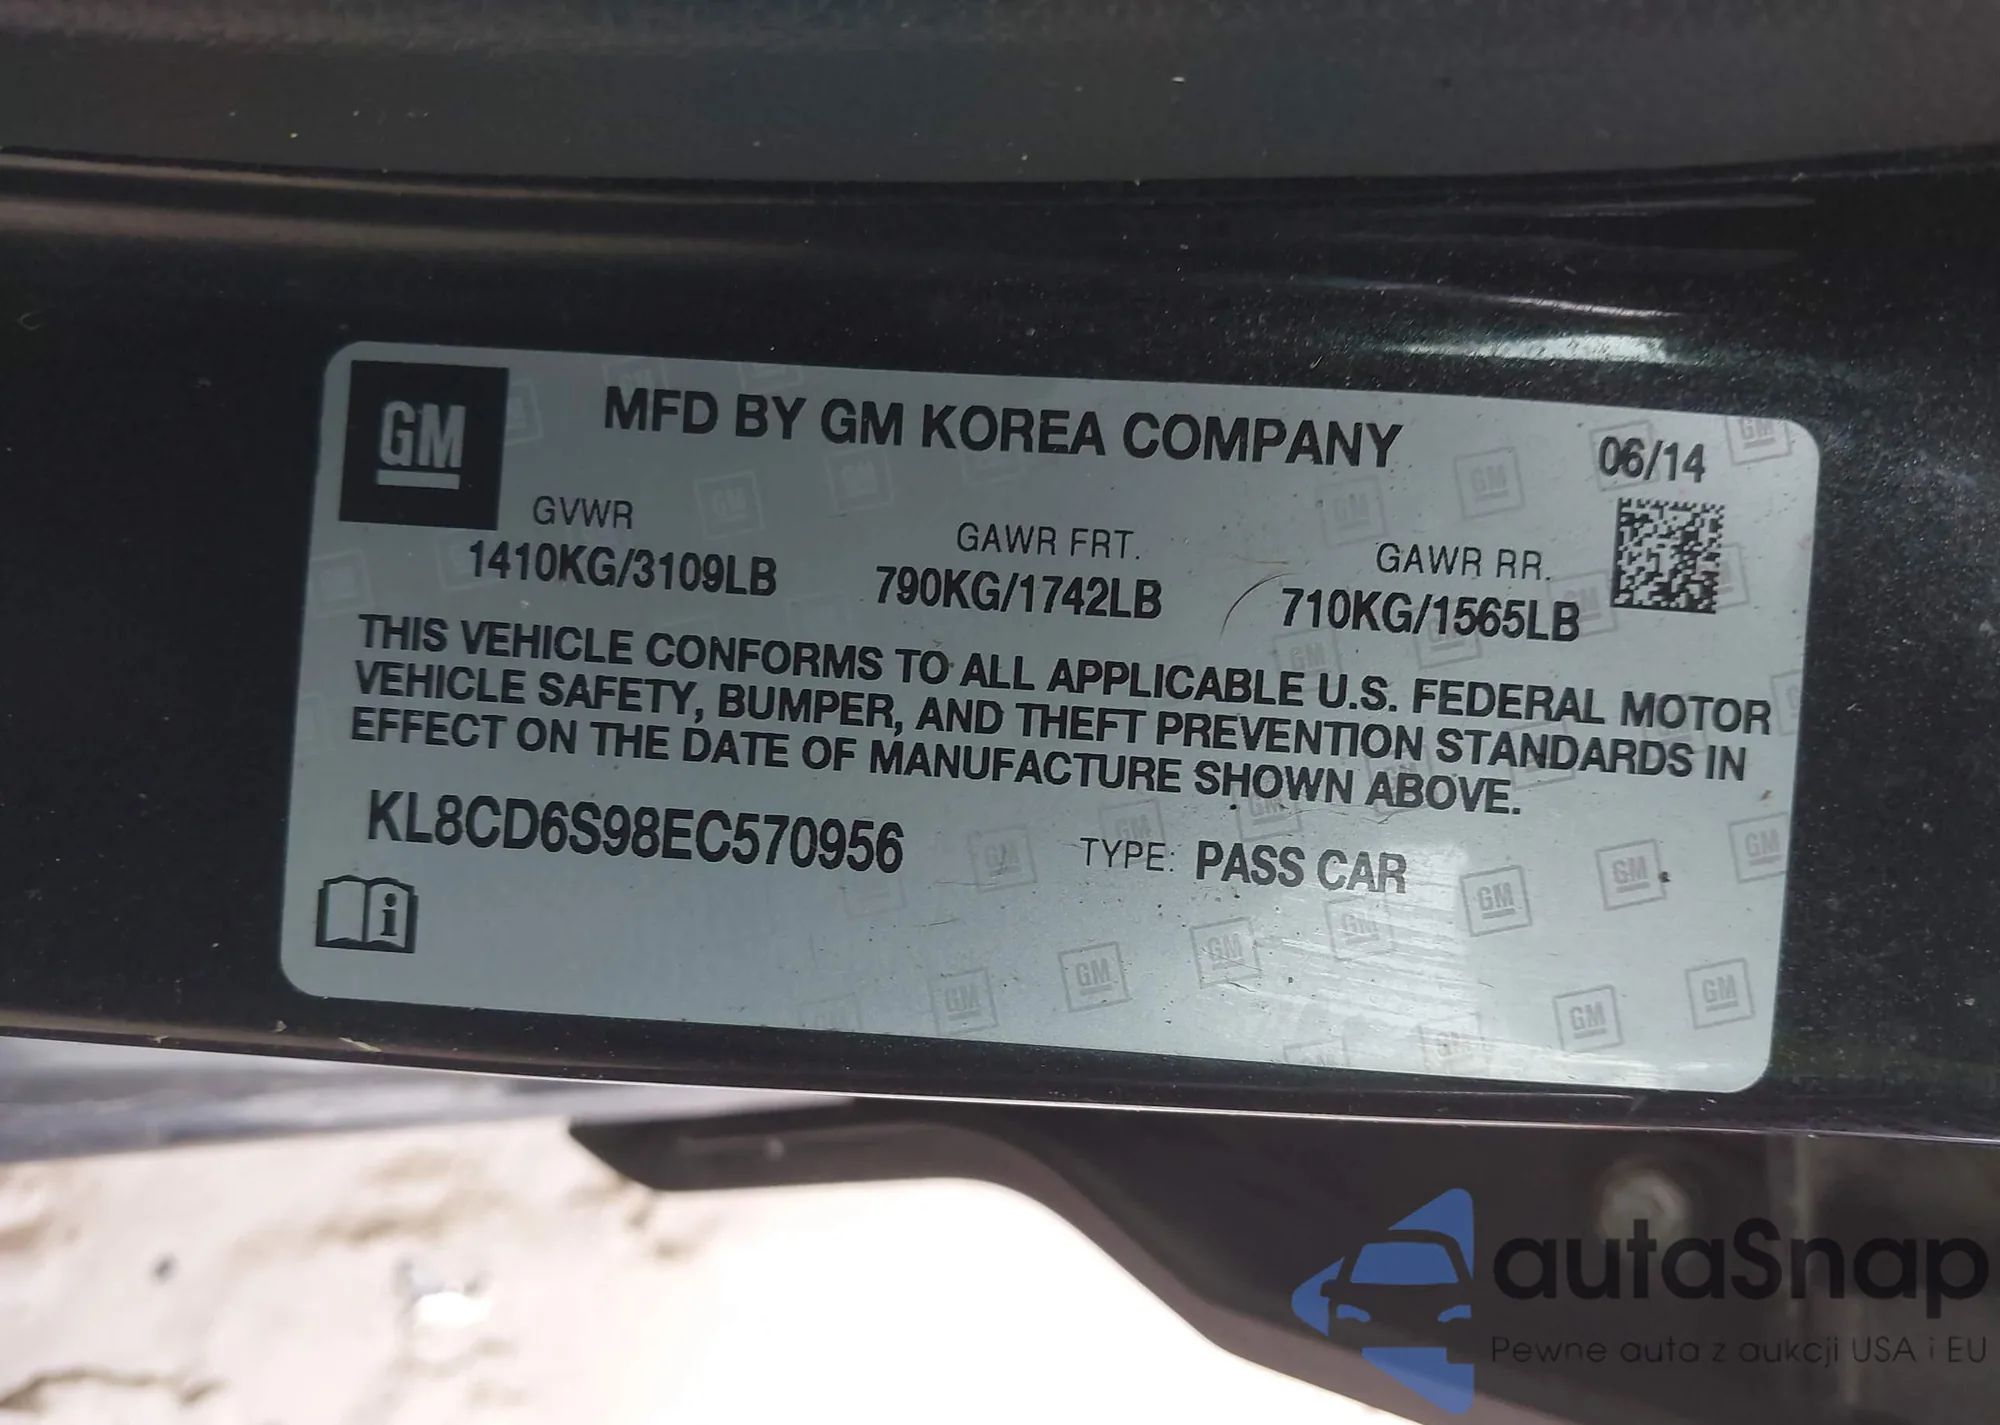 GM
MFD BY GM KOREA COMPANY
06/14
GVWR
1410KG/3109LB
GAWR FRT.
790KG/1742LB
GAWR RR.
710KG/1565LB
THIS VEHICLE CONFORMS TO ALL APPLICABLE U.S. FEDERAL MOTOR
VEHICLE SAFETY, BUMPER, AND THEFT PREVENTION STANDARDS IN
EFFECT ON THE DATE OF MANUFACTURE SHOWN ABOVE.
KL8CD6S98EC570956
TYPE: PASS CAR
i
autaSnap
Pewne auta z aukcji USA i EU